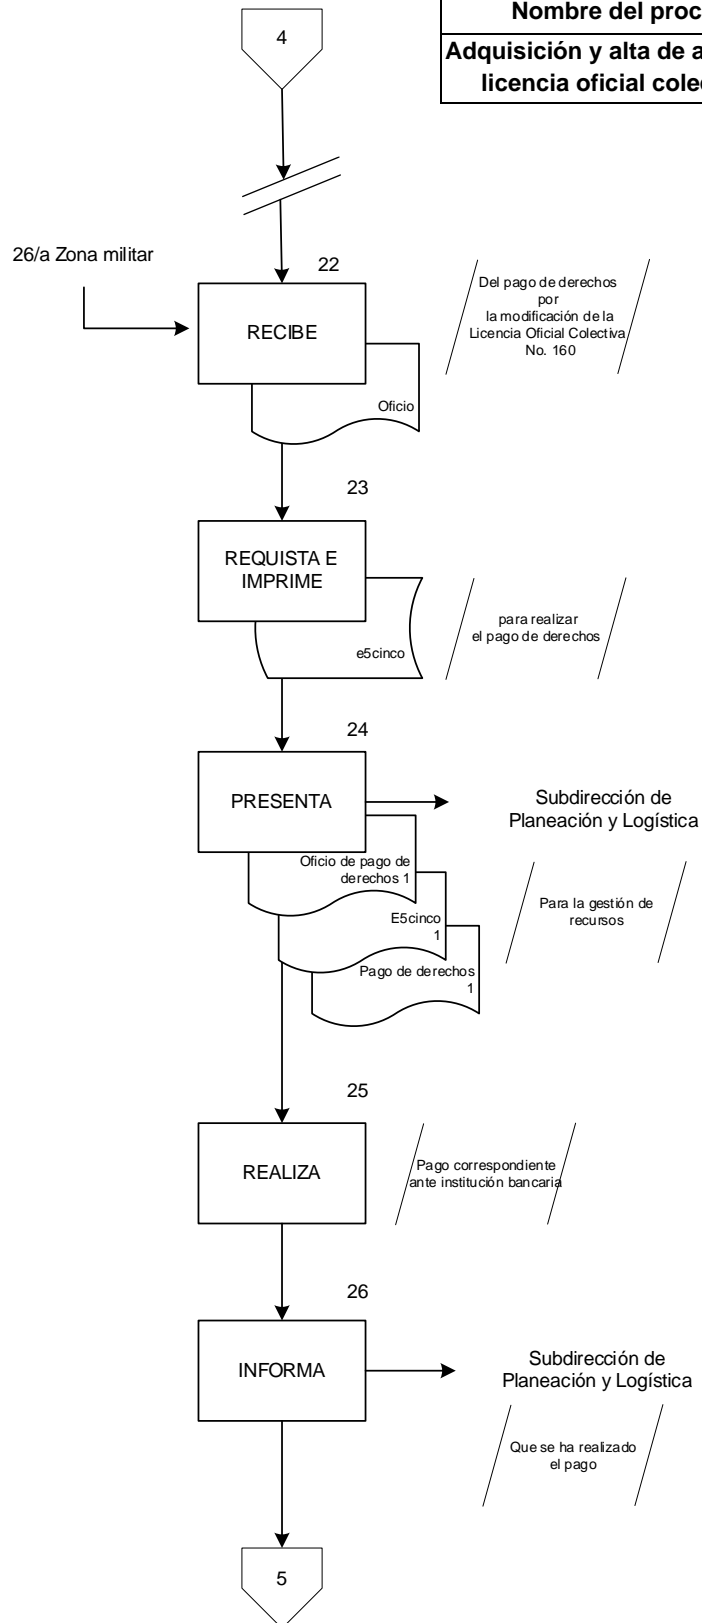 Nombre del proc
Adquisición y alta de a
licencia oficial cole
4
26/a Zona militar
22
RECIBE
Oficio
Del pago de derechos
por
la modificación de la
Licencia Oficial Colectiva
No. 160
23
REQUISTA E
IMPRIME
e5cinco
para realizar
el pago de derechos
24
PRESENTA
Subdirección de
Planeación y Logística
Oficio de pago de
derechos 1
E5cinco
1
Pago de derechos
1
Para la gestión de
recursos
25
REALIZA
Pago correspondiente
ante institución bancaria
26
INFORMA
Subdirección de
Planeación y Logística
Que se ha realizado
el pago
5